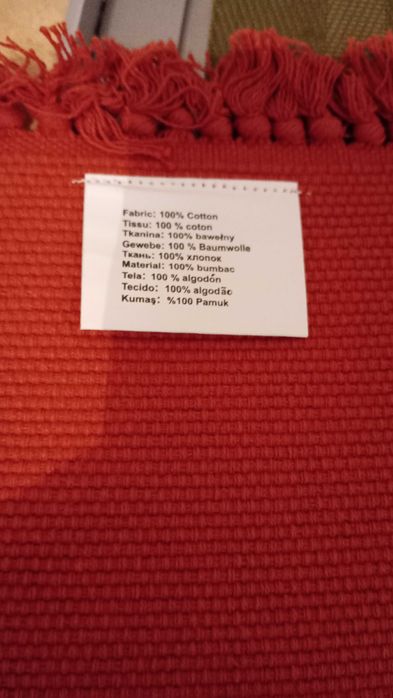 Fabric: 100% Cotton
Tissu: 100 % coton
Tkanina: 100% bawełny
Gewebe: 100 % Baumwolle
Ткань: 100% хлопок
Material: 100% bumbac
Tela: 100 % algodón
Tecido: 100% algodão
Kumaş: %100 Pamuk